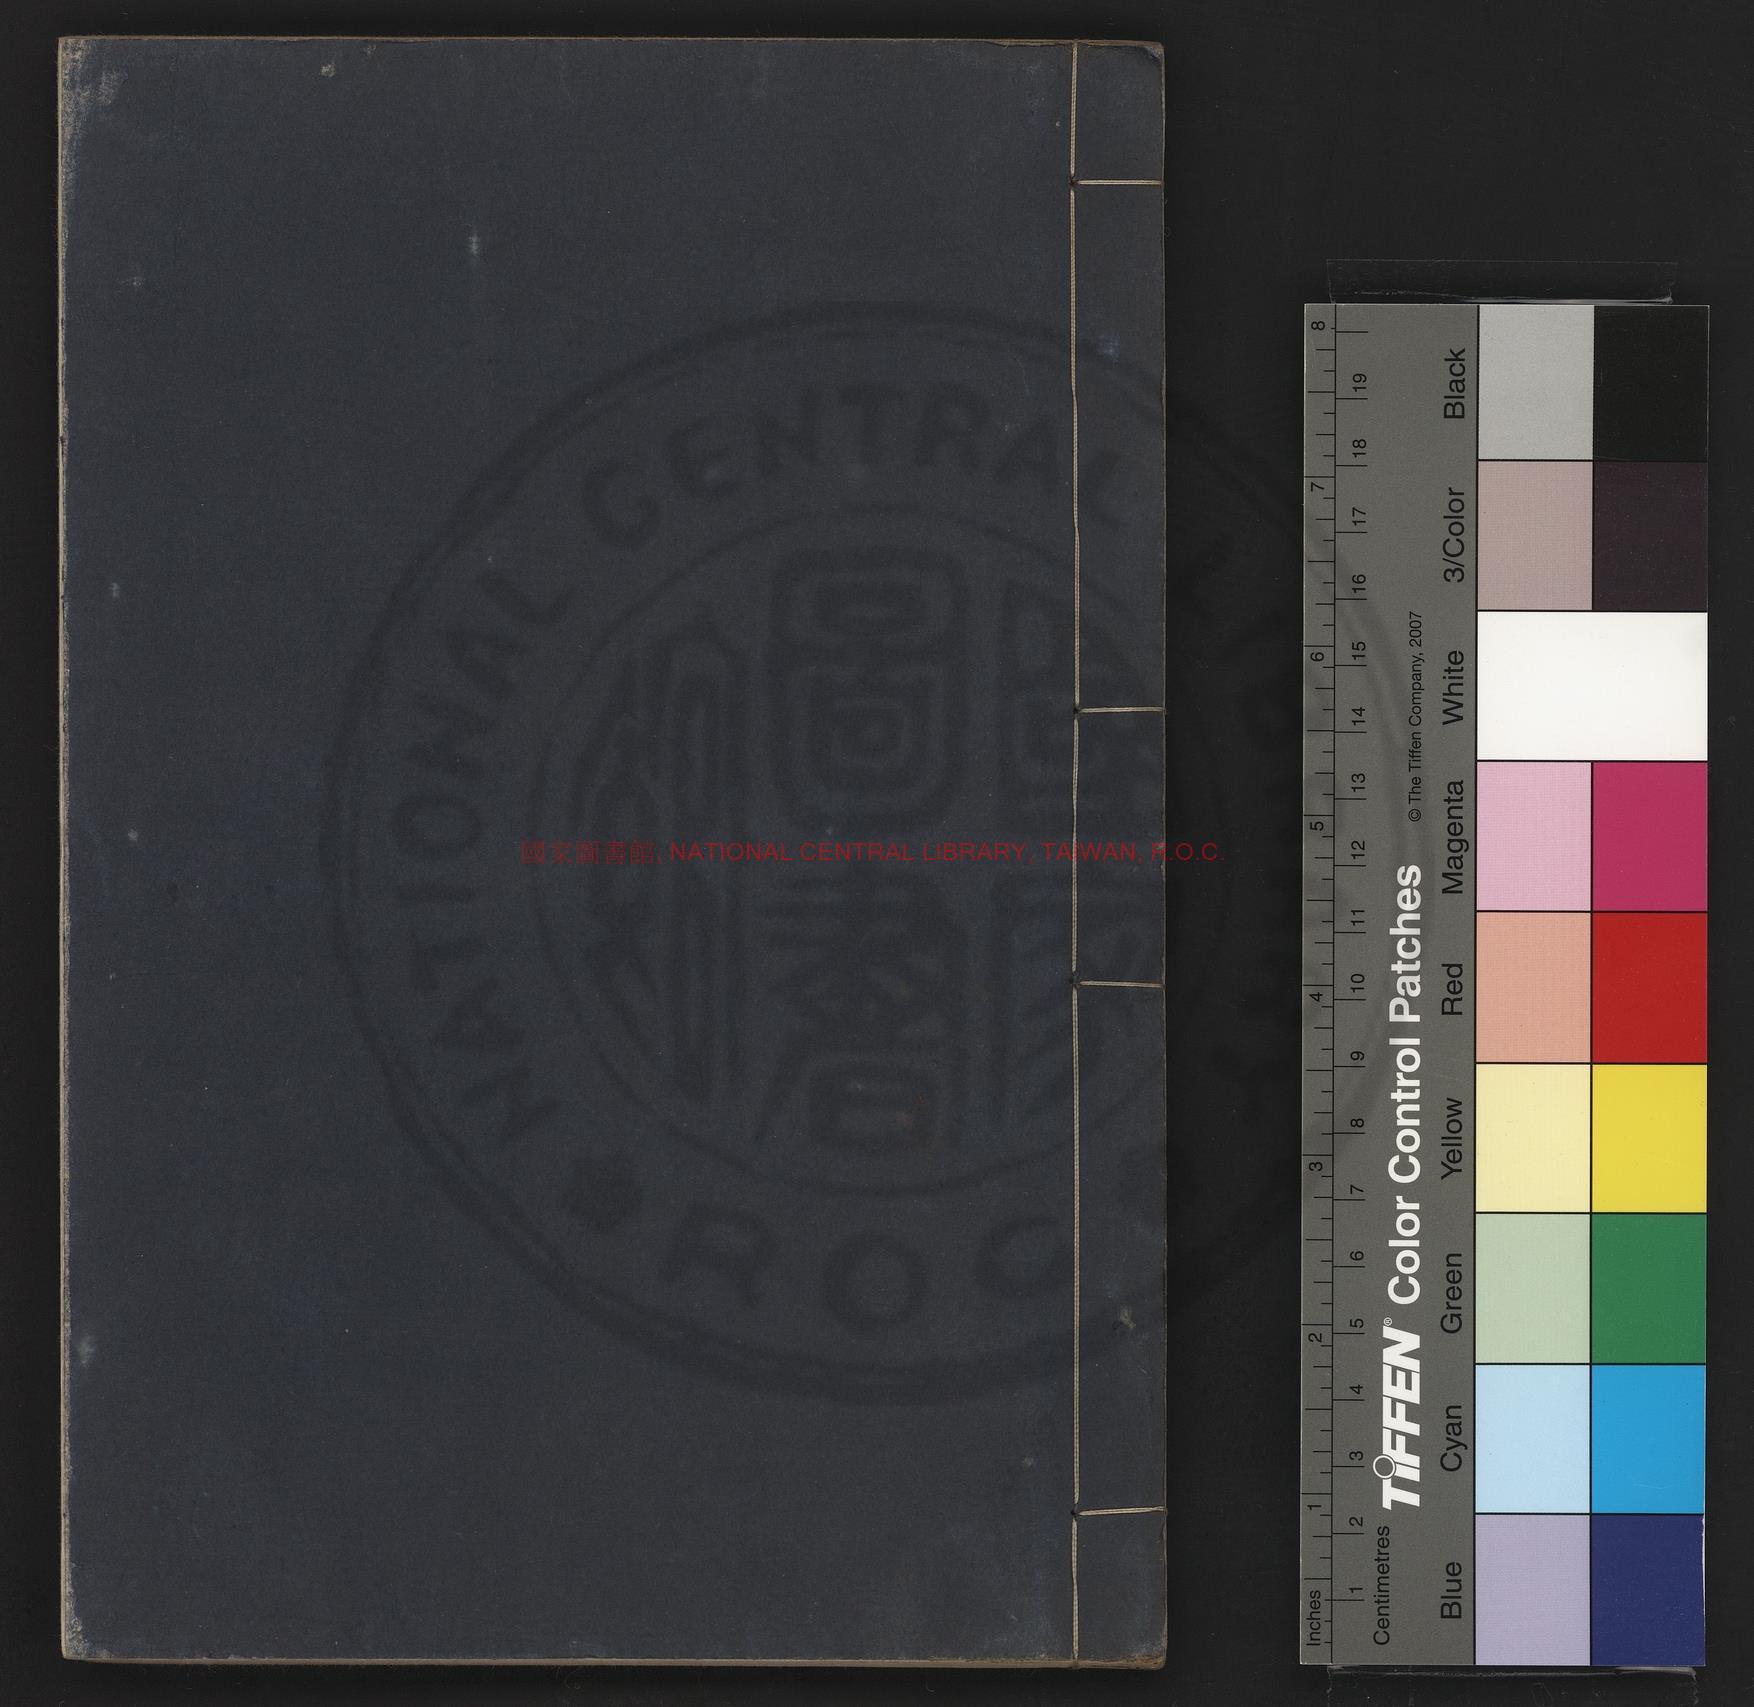 NATIONAL CENTRAL
R O C
國家圖書館, NATIONAL CENTRAL LIBRARY, TAIWAN, R.O.C.
Inches 1 2 3 4 5 6 7 8
Centimetres 1 2 3 4 5 6 7 8 9 10 11 12 13 14 15 16 17 18 19
TIFFEN® Color Control Patches
© The Tiffen Company, 2007
Blue Cyan Green Yellow Red Magenta White 3/Color Black